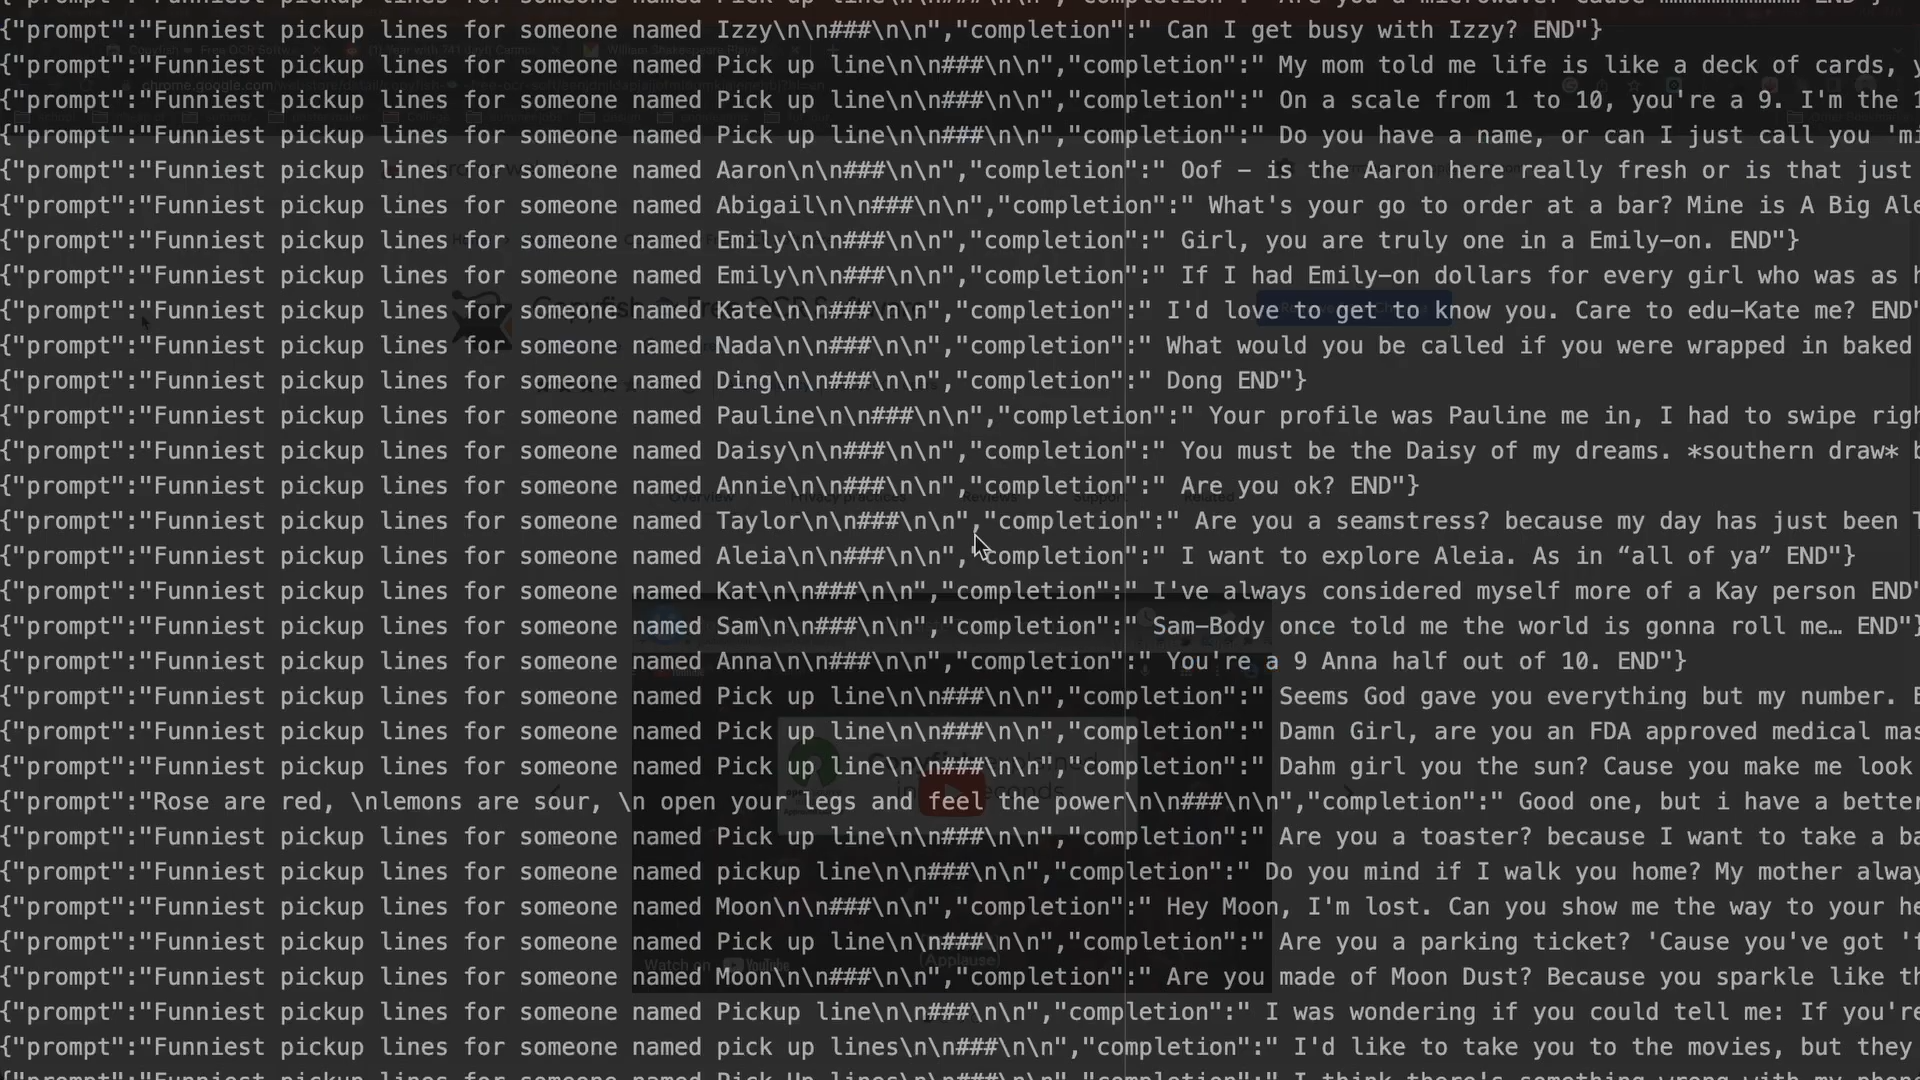 {"prompt":"Funniest pickup lines for someone named Izzy\n\n###\n\n","completion":" Can I get busy with Izzy? END"}
{"prompt":"Funniest pickup lines for someone named Pick up line\n\n###\n\n","completion":" My mom told me life is like a deck of cards, y
{"prompt":"Funniest pickup lines for someone named Pick up line\n\n###\n\n","completion":" On a scale from 1 to 10, you're a 9. I'm the 1
{"prompt":"Funniest pickup lines for someone named Pick up line\n\n###\n\n","completion":" Do you have a name, or can I just call you 'mi
{"prompt":"Funniest pickup lines for someone named Aaron\n\n###\n\n","completion":" Oof – is the Aaron here really fresh or is that just
{"prompt":"Funniest pickup lines for someone named Abigail\n\n###\n\n","completion":" What's your go to order at a bar? Mine is A Big Ale
{"prompt":"Funniest pickup lines for someone named Emily\n\n###\n\n","completion":" Girl, you are truly one in a Emily-on. END"}
{"prompt":"Funniest pickup lines for someone named Emily\n\n###\n\n","completion":" If I had Emily-on dollars for every girl who was as h
{"prompt":"Funniest pickup lines for someone named Kate\n\n###\n\n","completion":" I'd love to get to know you. Care to edu-Kate me? END"
{"prompt":"Funniest pickup lines for someone named Nada\n\n###\n\n","completion":" What would you be called if you were wrapped in baked
{"prompt":"Funniest pickup lines for someone named Ding\n\n###\n\n","completion":" Dong END"}
{"prompt":"Funniest pickup lines for someone named Pauline\n\n###\n\n","completion":" Your profile was Pauline me in, I had to swipe righ
{"prompt":"Funniest pickup lines for someone named Daisy\n\n###\n\n","completion":" You must be the Daisy of my dreams. *southern draw* b
{"prompt":"Funniest pickup lines for someone named Annie\n\n###\n\n","completion":" Are you ok? END"}
{"prompt":"Funniest pickup lines for someone named Taylor\n\n###\n\n","completion":" Are you a seamstress? because my day has just been T
{"prompt":"Funniest pickup lines for someone named Aleia\n\n###\n\n","completion":" I want to explore Aleia. As in “all of ya” END"}
{"prompt":"Funniest pickup lines for someone named Kat\n\n###\n\n","completion":" I've always considered myself more of a Kay person END"
{"prompt":"Funniest pickup lines for someone named Sam\n\n###\n\n","completion":" Sam-Body once told me the world is gonna roll me… END"}
{"prompt":"Funniest pickup lines for someone named Anna\n\n###\n\n","completion":" You're a 9 Anna half out of 10. END"}
{"prompt":"Funniest pickup lines for someone named Pick up line\n\n###\n\n","completion":" Seems God gave you everything but my number. E
{"prompt":"Funniest pickup lines for someone named Pick up line\n\n###\n\n","completion":" Damn Girl, are you an FDA approved medical mas
{"prompt":"Funniest pickup lines for someone named Pick up line\n\n###\n\n","completion":" Dahm girl you the sun? Cause you make me look
{"prompt":"Rose are red, \nlemons are sour, \n open your legs and feel the power\n\n###\n\n","completion":" Good one, but i have a better
{"prompt":"Funniest pickup lines for someone named Pick up line\n\n###\n\n","completion":" Are you a toaster? because I want to take a ba
{"prompt":"Funniest pickup lines for someone named pickup line\n\n###\n\n","completion":" Do you mind if I walk you home? My mother alway
{"prompt":"Funniest pickup lines for someone named Moon\n\n###\n\n","completion":" Hey Moon, I'm lost. Can you show me the way to your he
{"prompt":"Funniest pickup lines for someone named Pick up line\n\n###\n\n","completion":" Are you a parking ticket? 'Cause you've got 'f
{"prompt":"Funniest pickup lines for someone named Moon\n\n###\n\n","completion":" Are you made of Moon Dust? Because you sparkle like th
{"prompt":"Funniest pickup lines for someone named Pickup line\n\n###\n\n","completion":" I was wondering if you could tell me: If you're
{"prompt":"Funniest pickup lines for someone named pick up lines\n\n###\n\n","completion":" I'd like to take you to the movies, but they